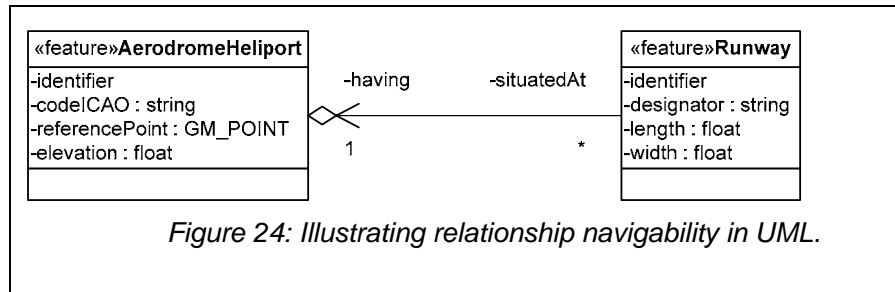 «feature»AerodromeHeliport
-identifier
-codeICAO : string
-referencePoint : GM_POINT
-elevation : float
-having
1
-situatedAt
*
«feature»Runway
-identifier
-designator : string
-length : float
-width : float
Figure 24: Illustrating relationship navigability in UML.